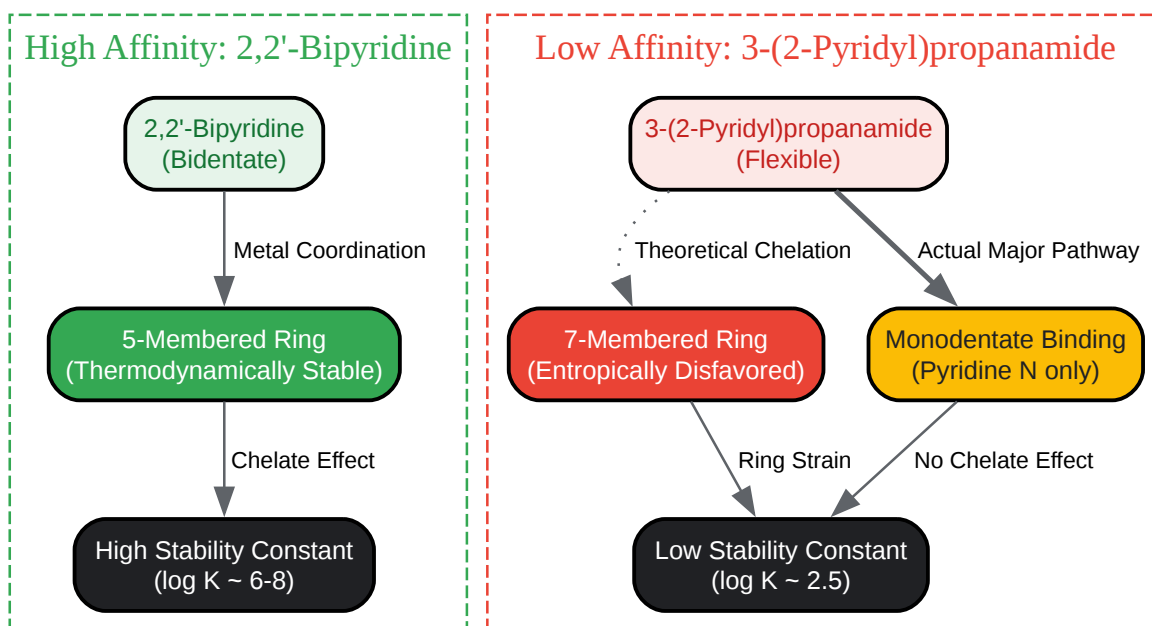 High Affinity: 2,2'-Bipyridine
2,2'-Bipyridine
(Bidentate)
Metal Coordination
5-Membered Ring
(Thermodynamically Stable)
Chelate Effect
High Stability Constant
(log K ~ 6-8)
Low Affinity: 3-(2-Pyridyl)propanamide
3-(2-Pyridyl)propanamide
(Flexible)
Theoretical Chelation
Actual Major Pathway
7-Membered Ring
(Entropically Disfavored)
Monodentate Binding
(Pyridine N only)
Ring Strain
No Chelate Effect
Low Stability Constant
(log K ~ 2.5)